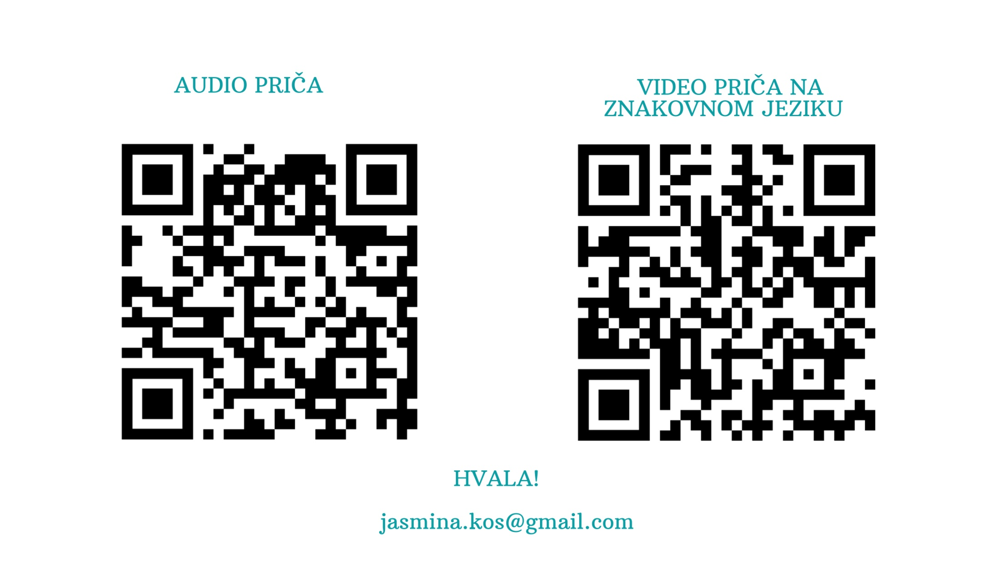 AUDIO PRIČA
VIDEO PRIČA NA
ZNAKOVNOM JEZIKU
HVALA!
jasmina.kos@gmail.com